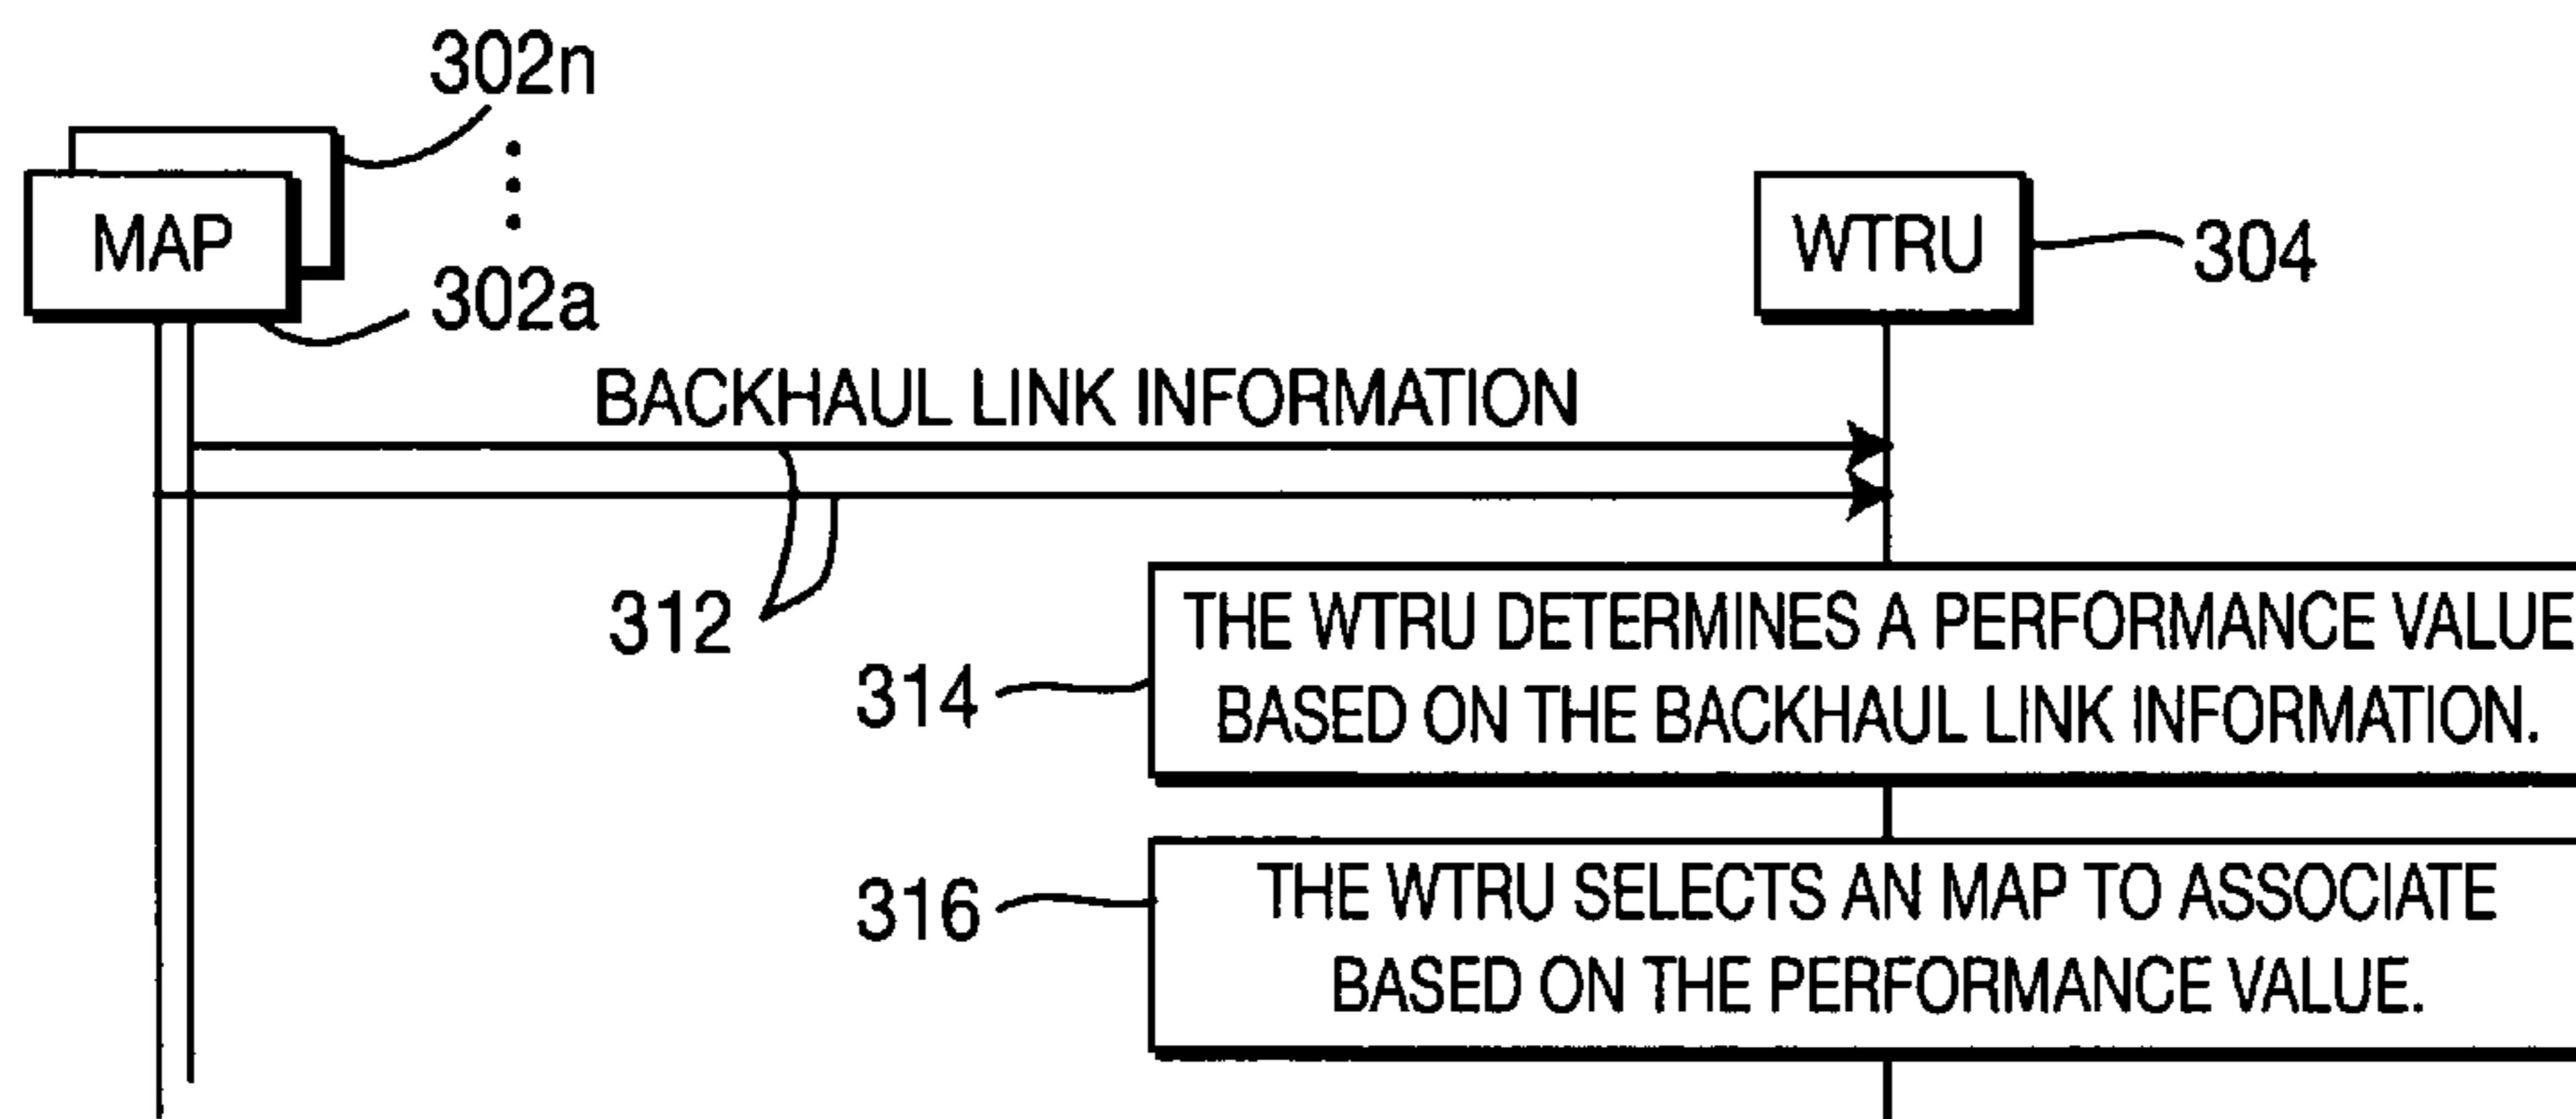 302n
MAP
302a
WTRU
304
BACKHAUL LINK INFORMATION
312
THE WTRU DETERMINES A PERFORMANCE VALUE
BASED ON THE BACKHAUL LINK INFORMATION.
314
THE WTRU SELECTS AN MAP TO ASSOCIATE
BASED ON THE PERFORMANCE VALUE.
316